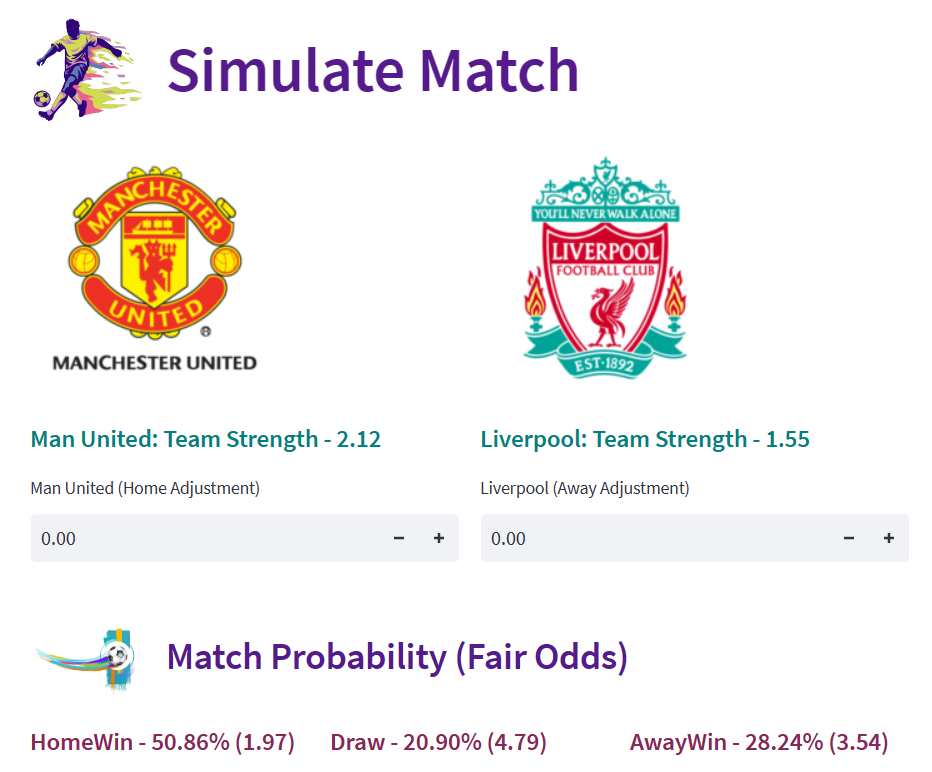 Simulate Match
MANCHESTER
UNITED
®
MANCHESTER UNITED
YOU'LL NEVER WALK ALONE
LIVERPOOL
FOOTBALL CLUB
EST·1892
Man United: Team Strength - 2.12
Liverpool: Team Strength - 1.55
Man United (Home Adjustment)
Liverpool (Away Adjustment)
0.00 − +
0.00 − +
Match Probability (Fair Odds)
HomeWin - 50.86% (1.97)
Draw - 20.90% (4.79)
AwayWin - 28.24% (3.54)